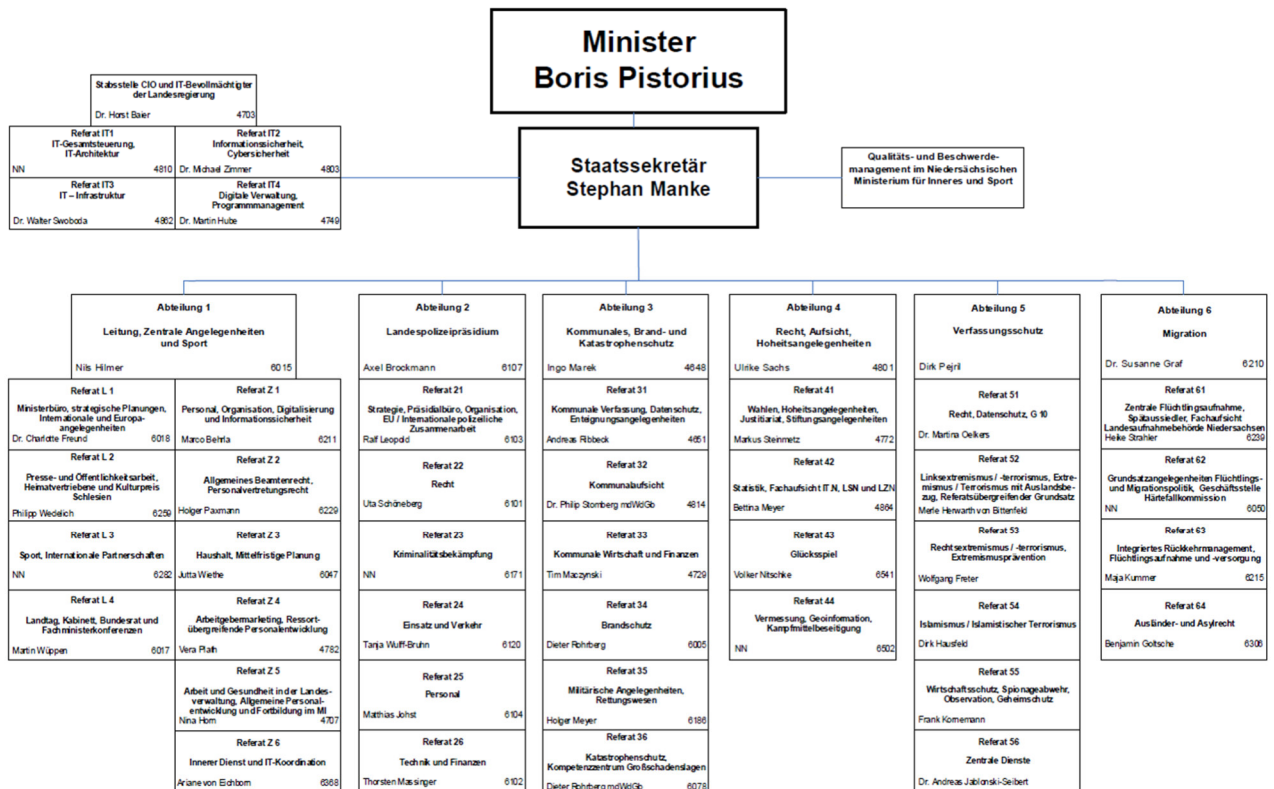 Minister
Boris Pistorius
Stabsstelle CIO und IT-Bevollmächtigter
der Landesregierung
Dr. Horst Baier 4703
Referat IT1
IT-Gesamtsteuerung,
IT-Architektur
NN 4810
Referat IT2
Informationssicherheit,
Cybersicherheit
Dr. Michael Zimmer 4803
Referat IT3
IT – Infrastruktur
Dr. Walter Swoboda 4862
Referat IT4
Digitale Verwaltung,
Programmmanagement
Dr. Martin Hube 4749
Staatssekretär
Stephan Manke
Qualitäts- und Beschwerde-
management im Niedersächsischen
Ministerium für Inneres und Sport
Abteilung 1
Leitung, Zentrale Angelegenheiten
und Sport
Nils Hilmer 6015
Referat L 1
Ministerbüro, strategische Planungen,
Internationale und Europa-
angelegenheiten
Dr. Charlotte Freund 6018
Referat L 2
Presse- und Öffentlichkeitsarbeit,
Heimatvertriebene und Kulturpreis
Schlesien
Philipp Wedelich 6259
Referat L 3
Sport, Internationale Partnerschaften
NN 6282
Referat L 4
Landtag, Kabinett, Bundesrat und
Fachministerkonferenzen
Martin Wüppen 6017
Referat Z 1
Personal, Organisation, Digitalisierung
und Informationssicherheit
Marco Behrla 6211
Referat Z 2
Allgemeines Beamtenrecht,
Personalvertretungsrecht
Holger Paxmann 6229
Referat Z 3
Haushalt, Mittelfristige Planung
Jutta Wiethe 6047
Referat Z 4
Arbeitgebermarketing, Ressort-
übergreifende Personalentwicklung
Vera Plath 4782
Referat Z 5
Arbeit und Gesundheit in der Landes-
verwaltung, Allgemeine Personal-
entwicklung und Fortbildung im MI
Nina Horn 4707
Referat Z 6
Innerer Dienst und IT-Koordination
Ariane von Eichborn 6368
Abteilung 2
Landespolizeipräsidium
Axel Brockmann 6107
Referat 21
Strategie, Präsidialbüro, Organisation,
EU / Internationale polizeiliche
Zusammenarbeit
Ralf Leopold 6103
Referat 22
Recht
Uta Schöneberg 6101
Referat 23
Kriminalitätsbekämpfung
NN 6171
Referat 24
Einsatz und Verkehr
Tanja Wulff-Bruhn 6120
Referat 25
Personal
Matthias Johst 6104
Referat 26
Technik und Finanzen
Thorsten Massinger 6102
Abteilung 3
Kommunales, Brand- und
Katastrophenschutz
Ingo Marek 4648
Referat 31
Kommunale Verfassung, Datenschutz,
Enteignungsangelegenheiten
Andreas Ribbeck 4651
Referat 32
Kommunalaufsicht
Dr. Philip Stomberg mdWdGb 4814
Referat 33
Kommunale Wirtschaft und Finanzen
Tim Maczynski 4729
Referat 34
Brandschutz
Dieter Rohrberg 6005
Referat 35
Militärische Angelegenheiten,
Rettungswesen
Holger Meyer 6186
Referat 36
Katastrophenschutz,
Kompetenzzentrum Großschadenslagen
Dieter Rohrberg mdWdGb 6078
Abteilung 4
Recht, Aufsicht,
Hoheitsangelegenheiten
Ulrike Sachs 4801
Referat 41
Wahlen, Hoheitsangelegenheiten,
Justitiariat, Stiftungsangelegenheiten
Markus Steinmetz 4772
Referat 42
Statistik, Fachaufsicht IT.N, LSN und LZN
Bettina Meyer 4864
Referat 43
Glücksspiel
Volker Nitschke 6541
Referat 44
Vermessung, Geoinformation,
Kampfmittelbeseitigung
NN 6502
Abteilung 5
Verfassungsschutz
Dirk Pejril
Referat 51
Recht, Datenschutz, G 10
Dr. Martina Oelkers
Referat 52
Linksextremismus / -terrorismus, Extre-
mismus / Terrorismus mit Auslandsbe-
zug, Referatsübergreifender Grundsatz
Merle Herwarth von Bittenfeld
Referat 53
Rechtsextremismus / -terrorismus,
Extremismusprävention
Wolfgang Freter
Referat 54
Islamismus / Islamistischer Terrorismus
Dirk Hausfeld
Referat 55
Wirtschaftsschutz, Spionageabwehr,
Observation, Geheimschutz
Frank Kornemann
Referat 56
Zentrale Dienste
Dr. Andreas Jablonski-Seibert
Abteilung 6
Migration
Dr. Susanne Graf 6210
Referat 61
Zentrale Flüchtlingsaufnahme,
Spätaussiedler, Fachaufsicht
Landesaufnahmebehörde Niedersachsen
Heike Strahler 6239
Referat 62
Grundsatzangelegenheiten Flüchtlings-
und Migrationspolitik, Geschäftsstelle
Härtefallkommission
NN 6050
Referat 63
Integriertes Rückkehrmanagement,
Flüchtlingsaufnahme und -versorgung
Maja Kummer 6215
Referat 64
Ausländer- und Asylrecht
Benjamin Goltsche 6306